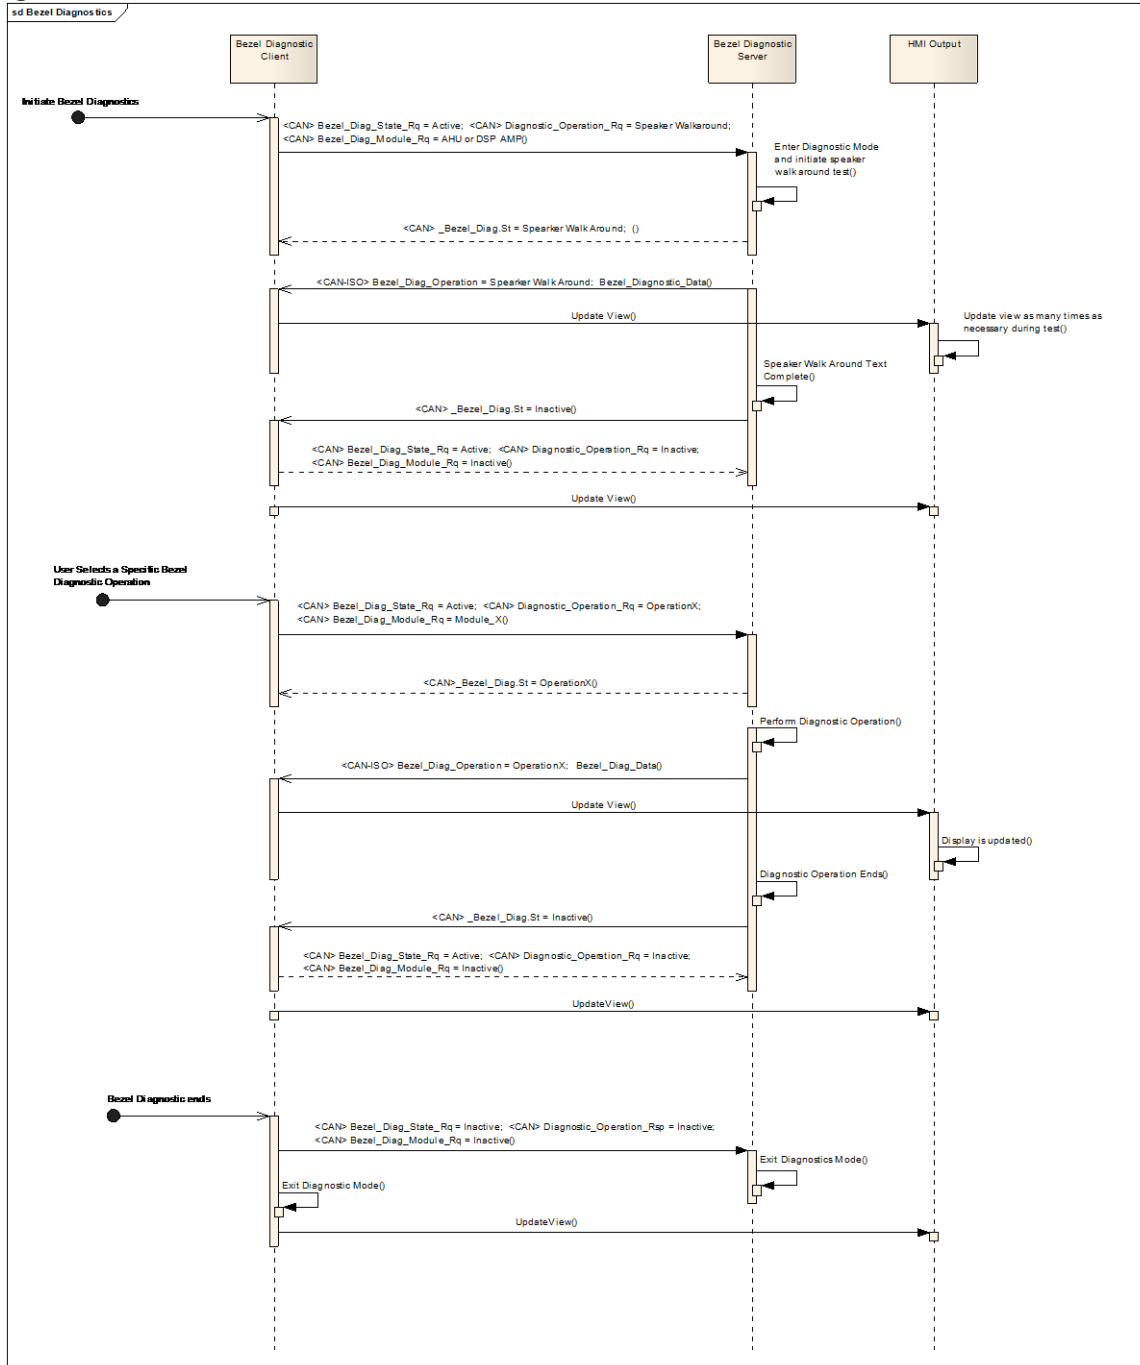 sd Bezel Diagnostics
Bezel Diagnostic
Client
Bezel Diagnostic
Server
HMI Output
Initiate Bezel Diagnostics
<CAN> Bezel_Diag_State_Rq = Active;  <CAN> Diagnostic_Operation_Rq = Speaker Walkaround;
<CAN> Bezel_Diag_Module_Rq = AHU or DSP AMP()
Enter Diagnostic Mode
and initiate speaker
walk around test()
<CAN> _Bezel_Diag.St = Spearker Walk Around;  ()
<CAN-ISO> Bezel_Diag_Operation = Spearker Walk Around;  Bezel_Diagnostic_Data()
Update View()
Update view as many times as
necessary during test()
Speaker Walk Around Text
Complete()
<CAN> _Bezel_Diag.St = Inactive()
<CAN> Bezel_Diag_State_Rq = Active;  <CAN> Diagnostic_Operation_Rq = Inactive;
<CAN> Bezel_Diag_Module_Rq = Inactive()
Update View()
User Selects a Specific Bezel
Diagnostic Operation
<CAN> Bezel_Diag_State_Rq = Active;  <CAN> Diagnostic_Operation_Rq = OperationX;
<CAN> Bezel_Diag_Module_Rq = Module_X()
<CAN>_Bezel_Diag.St = OperationX()
Perform Diagnostic Operation()
<CAN-ISO> Bezel_Diag_Operation = OperationX;  Bezel_Diag_Data()
Update View()
Display is updated()
Diagnostic Operation Ends()
<CAN> _Bezel_Diag.St = Inactive()
<CAN> Bezel_Diag_State_Rq = Active;  <CAN> Diagnostic_Operation_Rq = Inactive;
<CAN> Bezel_Diag_Module_Rq = Inactive()
UpdateView()
Bezel Diagnostic ends
<CAN> Bezel_Diag_State_Rq = Inactive;  <CAN> Diagnostic_Operation_Rsp = Inactive;
<CAN> Bezel_Diag_Module_Rq = Inactive()
Exit Diagnostics Mode()
Exit Diagnostic Mode()
UpdateView()